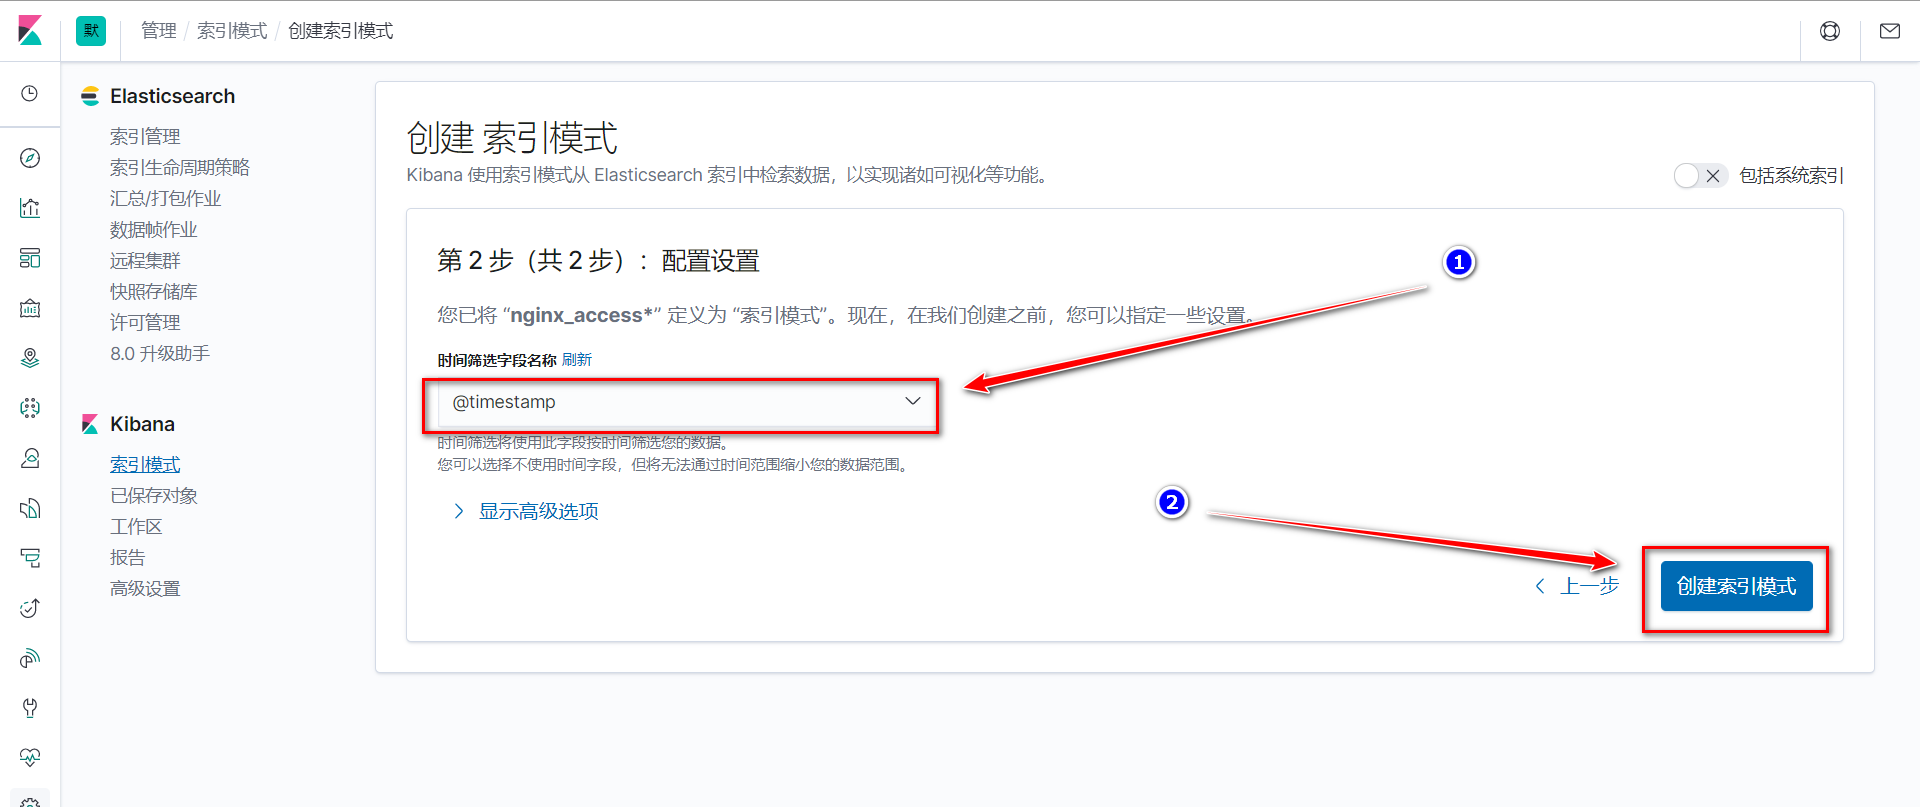 默 管理 / 索引模式 / 创建索引模式
Elasticsearch
索引管理
索引生命周期策略
汇总/打包作业
数据帧作业
远程集群
快照存储库
许可管理
8.0 升级助手
Kibana
索引模式
已保存对象
工作区
报告
高级设置
创建 索引模式
Kibana 使用索引模式从 Elasticsearch 索引中检索数据，以实现诸如可视化等功能。
包括系统索引
第 2 步（共 2 步）：配置设置
1
您已将 “nginx_access*” 定义为 “索引模式”。现在，在我们创建之前，您可以指定一些设置。
时间筛选字段名称 刷新
@timestamp
时间筛选将使用此字段按时间筛选您的数据。
您可以选择不使用时间字段，但将无法通过时间范围缩小您的数据范围。
2
显示高级选项
上一步
创建索引模式